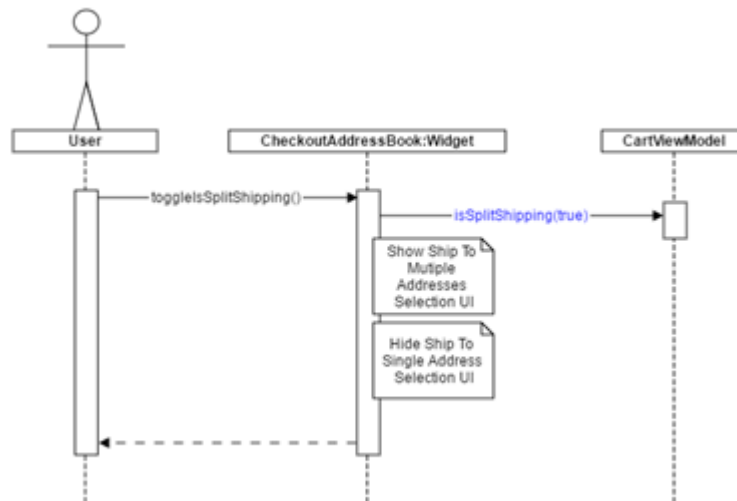 User
CheckoutAddressBook:Widget
CartViewModel
toggleIsSplitShipping()
isSplitShipping(true)
Show Ship To
Mutiple
Addresses
Selection UI
Hide Ship To
Single Address
Selection UI